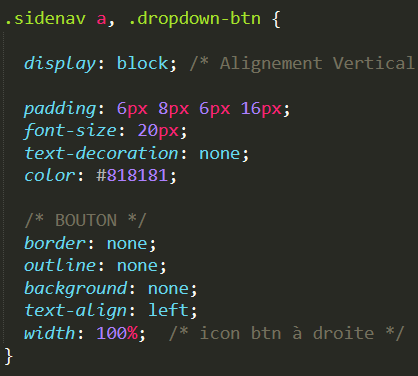 .sidenav a, .dropdown-btn {
display: block; /* Alignement Vertical
padding: 6px 8px 6px 16px;
font-size: 20px;
text-decoration: none;
color: #818181;
/* BOUTON */
border: none;
outline: none;
background: none;
text-align: left;
width: 100%; /* icon btn à droite */
}